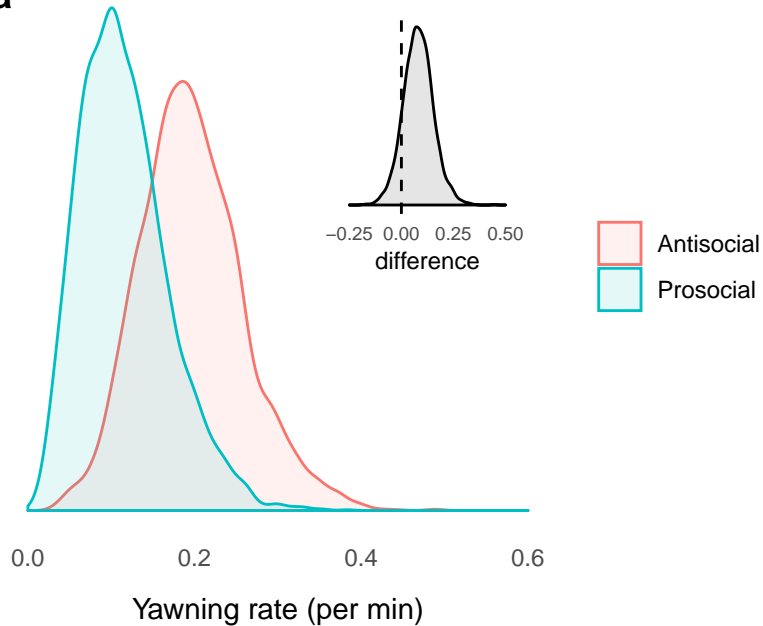 −0.25 0.00 0.25 0.50
difference
Antisocial
Prosocial
0.0 0.2 0.4 0.6
Yawning rate (per min)